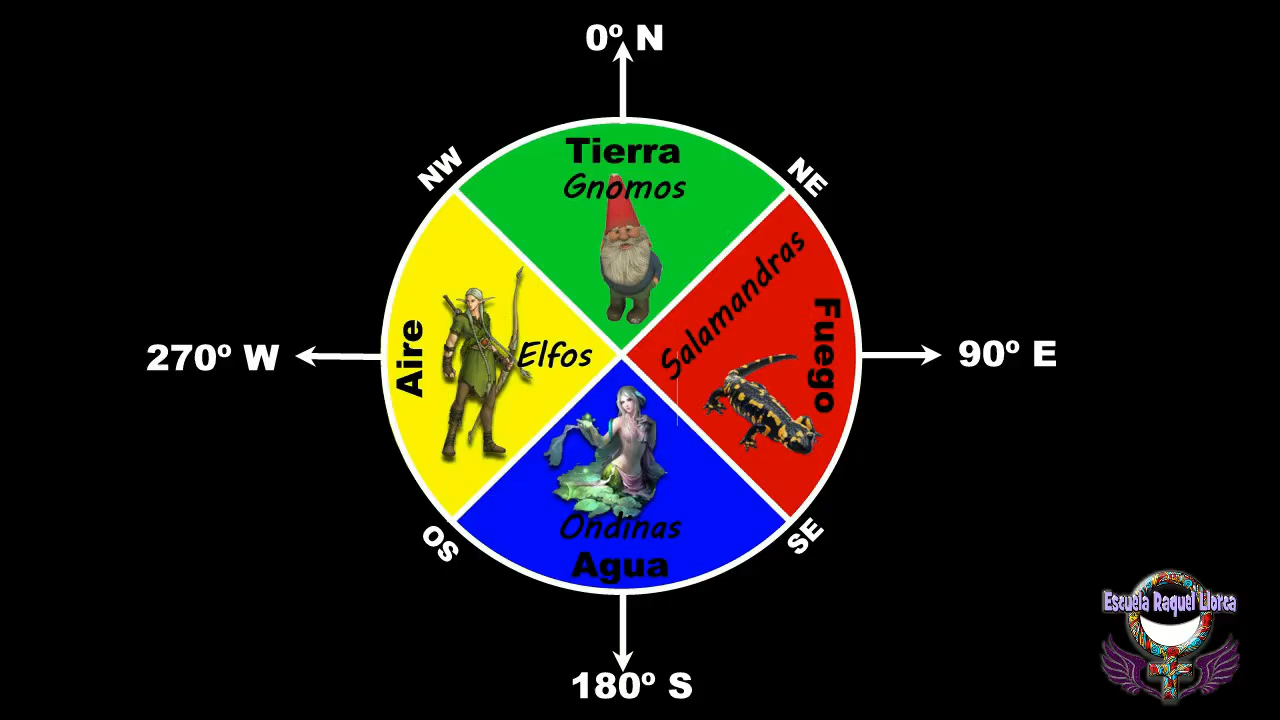 0º N
NW
NE
Tierra
Gnomos
Salamandras
Fuego
Aire
Elfos
270º W
90º E
Ondinas
Agua
OS
SE
180º S
Escuela Raquel Llorca